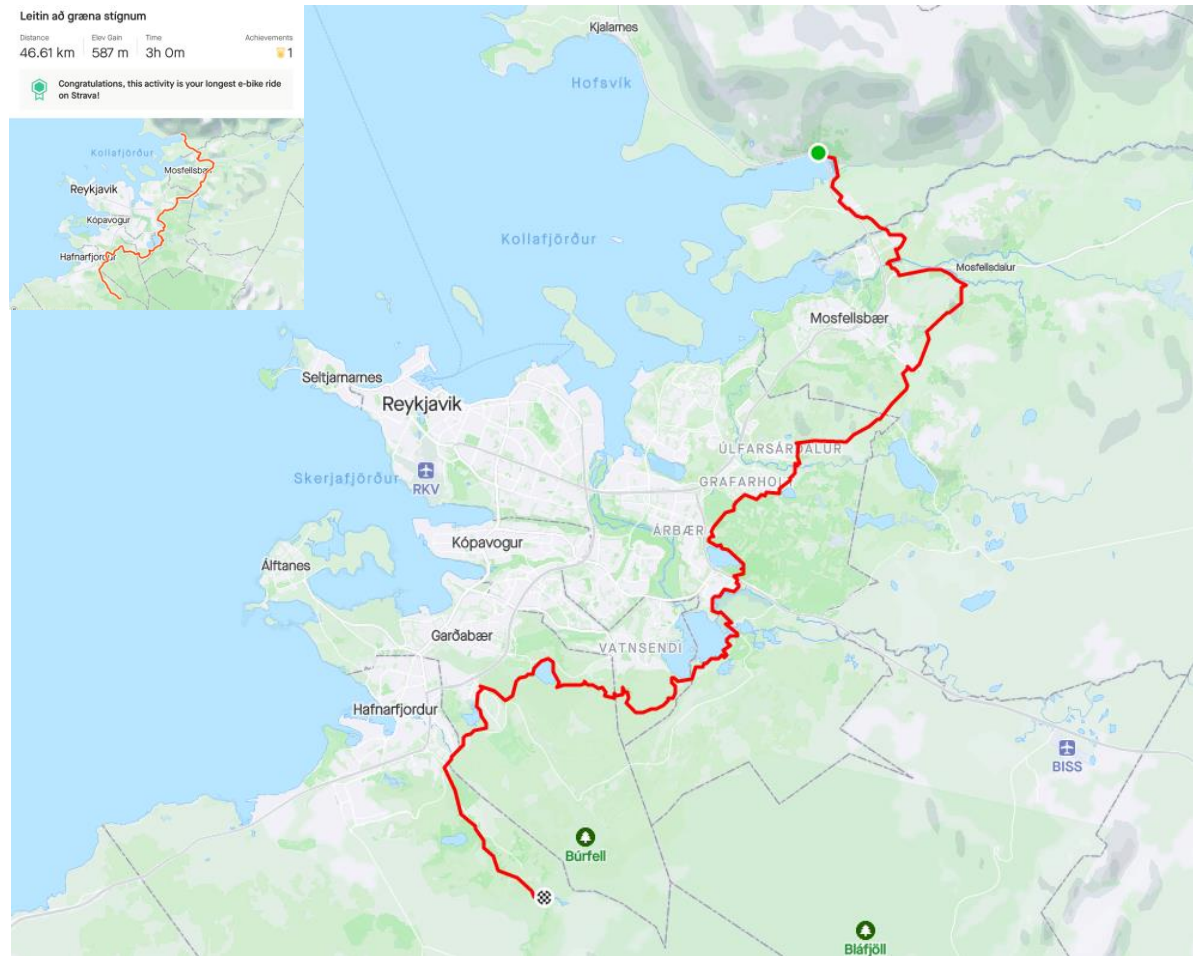 Leitin að græna stígnum
Distance Elev Gain Time Achievements
46.61 km 587 m 3h 0m 1
Congratulations, this activity is your longest e-bike ride
on Strava!
Kollafjörður
Mosfellsbær
Reykjavik
Kópavogur
Hafnarfjordur
Kjalarnes
Hofsvík
Kollafjörður
Mosfellsdalur
Mosfellsbær
Seltjarnarnes
Reykjavik
ÚLFARSÁRDALUR
Skerjafjörður
RKV
GRAFARHOLT
ÁRBÆR
Kópavogur
Álftanes
Garðabær
VATNSENDI
Hafnarfjordur
BISS
Búrfell
Bláfjöll